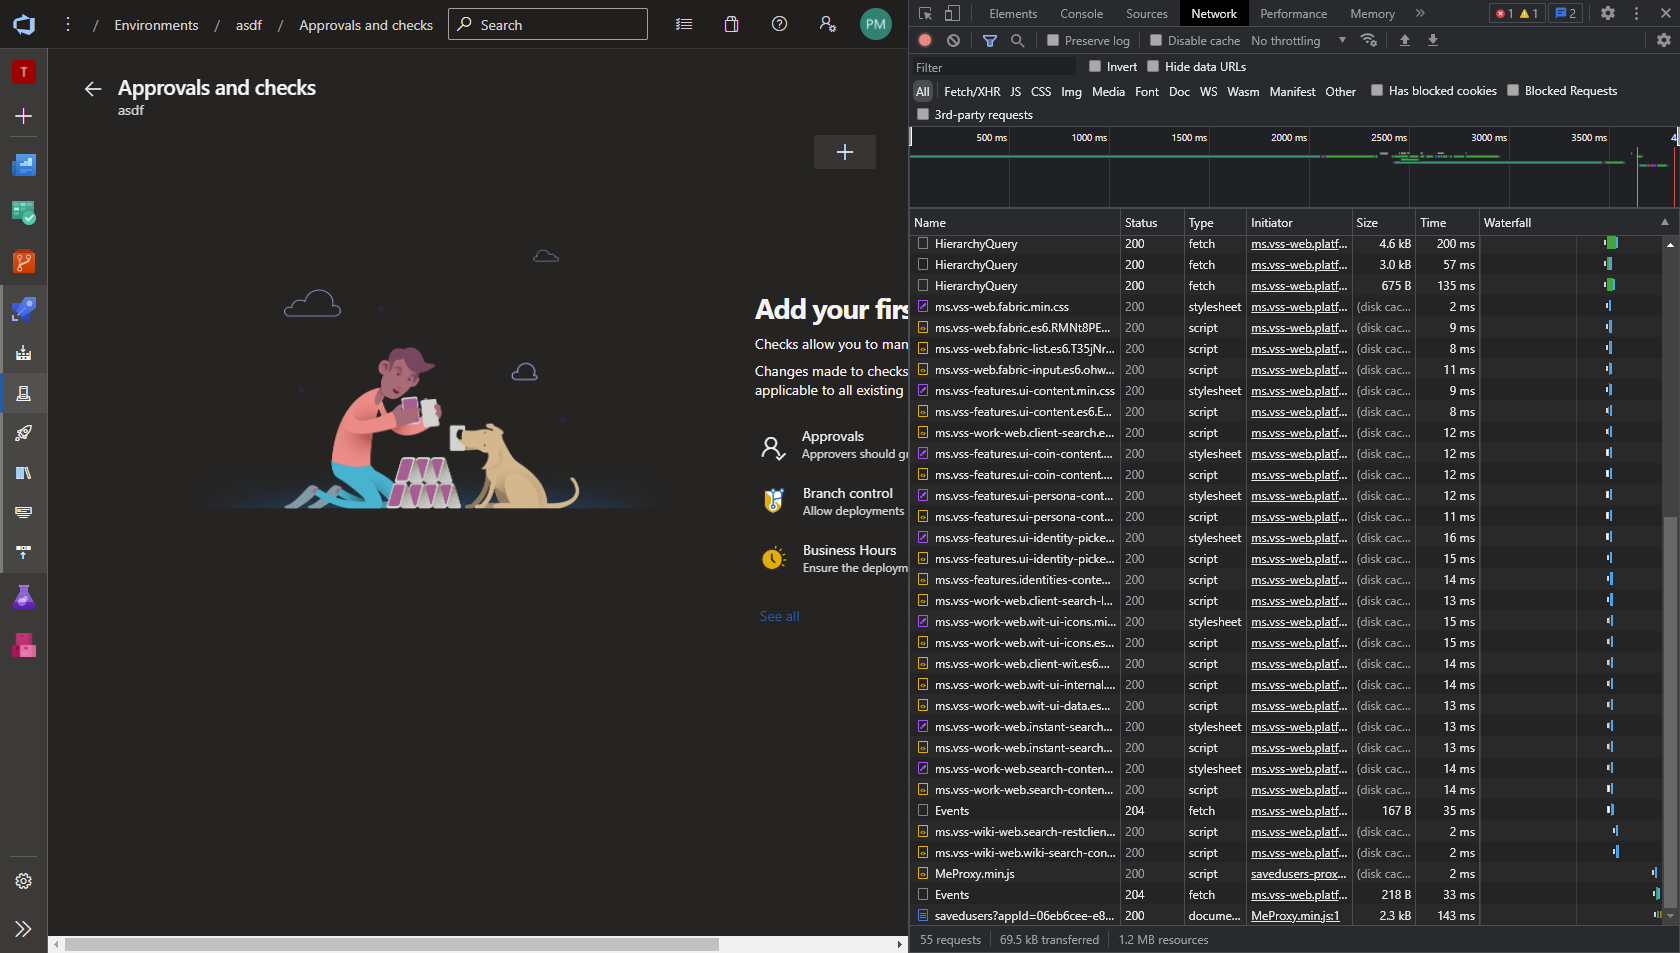 / Environments / asdf / Approvals and checks
Search
PM
T
Approvals and checks
asdf
Add your firs
Checks allow you to man
Changes made to checks
applicable to all existing
Approvals
Approvers should gr
Branch control
Allow deployments
Business Hours
Ensure the deploym
See all
Elements Console Sources Network Performance Memory 1 1 2
Preserve log Disable cache No throttling
Filter Invert Hide data URLs
All Fetch/XHR JS CSS Img Media Font Doc WS Wasm Manifest Other Has blocked cookies Blocked Requests
3rd-party requests
500 ms 1000 ms 1500 ms 2000 ms 2500 ms 3000 ms 3500 ms 4
Name Status Type Initiator Size Time Waterfall
HierarchyQuery 200 fetch ms.vss-web.platf... 4.6 kB 200 ms
HierarchyQuery 200 fetch ms.vss-web.platf... 3.0 kB 57 ms
HierarchyQuery 200 fetch ms.vss-web.platf... 675 B 135 ms
ms.vss-web.fabric.min.css 200 stylesheet ms.vss-web.platf... (disk cac... 2 ms
ms.vss-web.fabric.es6.RMNt8PE... 200 script ms.vss-web.platf... (disk cac... 9 ms
ms.vss-web.fabric-list.es6.T35jNr... 200 script ms.vss-web.platf... (disk cac... 8 ms
ms.vss-web.fabric-input.es6.ohw... 200 script ms.vss-web.platf... (disk cac... 11 ms
ms.vss-features.ui-content.min.css 200 stylesheet ms.vss-web.platf... (disk cac... 9 ms
ms.vss-features.ui-content.es6.E... 200 script ms.vss-web.platf... (disk cac... 8 ms
ms.vss-work-web.client-search.e... 200 script ms.vss-web.platf... (disk cac... 12 ms
ms.vss-features.ui-coin-content.... 200 stylesheet ms.vss-web.platf... (disk cac... 12 ms
ms.vss-features.ui-coin-content.... 200 script ms.vss-web.platf... (disk cac... 12 ms
ms.vss-features.ui-persona-cont... 200 stylesheet ms.vss-web.platf... (disk cac... 12 ms
ms.vss-features.ui-persona-cont... 200 script ms.vss-web.platf... (disk cac... 11 ms
ms.vss-features.ui-identity-picke... 200 stylesheet ms.vss-web.platf... (disk cac... 16 ms
ms.vss-features.ui-identity-picke... 200 script ms.vss-web.platf... (disk cac... 15 ms
ms.vss-features.identities-conte... 200 script ms.vss-web.platf... (disk cac... 14 ms
ms.vss-work-web.client-search-l... 200 script ms.vss-web.platf... (disk cac... 13 ms
ms.vss-work-web.wit-ui-icons.mi... 200 stylesheet ms.vss-web.platf... (disk cac... 15 ms
ms.vss-work-web.wit-ui-icons.es... 200 script ms.vss-web.platf... (disk cac... 15 ms
ms.vss-work-web.client-wit.es6.... 200 script ms.vss-web.platf... (disk cac... 14 ms
ms.vss-work-web.wit-ui-internal.... 200 script ms.vss-web.platf... (disk cac... 14 ms
ms.vss-work-web.wit-ui-data.es... 200 script ms.vss-web.platf... (disk cac... 13 ms
ms.vss-work-web.instant-search... 200 stylesheet ms.vss-web.platf... (disk cac... 13 ms
ms.vss-work-web.instant-search... 200 script ms.vss-web.platf... (disk cac... 13 ms
ms.vss-work-web.search-conten... 200 stylesheet ms.vss-web.platf... (disk cac... 14 ms
ms.vss-work-web.search-conten... 200 script ms.vss-web.platf... (disk cac... 14 ms
Events 204 fetch ms.vss-web.platf... 167 B 35 ms
ms.vss-wiki-web.search-restclien... 200 script ms.vss-web.platf... (disk cac... 2 ms
ms.vss-wiki-web.wiki-search-con... 200 script ms.vss-web.platf... (disk cac... 2 ms
MeProxy.min.js 200 script savedusers-prox... (disk cac... 2 ms
Events 204 fetch ms.vss-web.platf... 218 B 33 ms
savedusers?appId=06eb6cee-e8... 200 docume... MeProxy.min.js:1 2.3 kB 143 ms
55 requests 69.5 kB transferred 1.2 MB resources